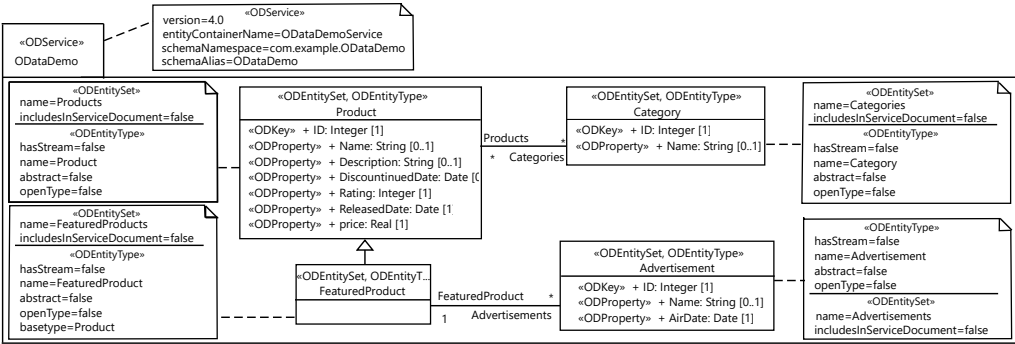 «ODService»
ODataDemo
«ODService»
version=4.0
entityContainerName=ODataDemoService
schemaNamespace=com.example.ODataDemo
schemaAlias=ODataDemo
«ODEntitySet»
name=Products
includesInServiceDocument=false
«ODEntityType»
hasStream=false
name=Product
abstract=false
openType=false
«ODEntitySet, ODEntityType»
Product
«ODKey» + ID: Integer [1]
«ODProperty» + Name: String [0..1]
«ODProperty» + Description: String [0..1]
«ODProperty» + DiscountinuedDate: Date [0
«ODProperty» + Rating: Integer [1]
«ODProperty» + ReleasedDate: Date [1]
«ODProperty» + price: Real [1]
Products
*
* Categories
«ODEntitySet, ODEntityType»
Category
«ODKey» + ID: Integer [1]
«ODProperty» + Name: String [0..1]
«ODEntitySet»
name=Categories
includesInServiceDocument=false
«ODEntityType»
hasStream=false
name=Category
abstract=false
openType=false
«ODEntitySet»
name=FeaturedProducts
includesInServiceDocument=false
«ODEntityType»
hasStream=false
name=FeaturedProduct
abstract=false
openType=false
basetype=Product
«ODEntitySet, ODEntityT...
FeaturedProduct
FeaturedProduct *
1 Advertisements
«ODEntitySet, ODEntityType»
Advertisement
«ODKey» + ID: Integer [1]
«ODProperty» + Name: String [0..1]
«ODProperty» + AirDate: Date [1]
«ODEntityType»
hasStream=false
name=Advertisement
abstract=false
openType=false
«ODEntitySet»
name=Advertisements
includesInServiceDocument=false